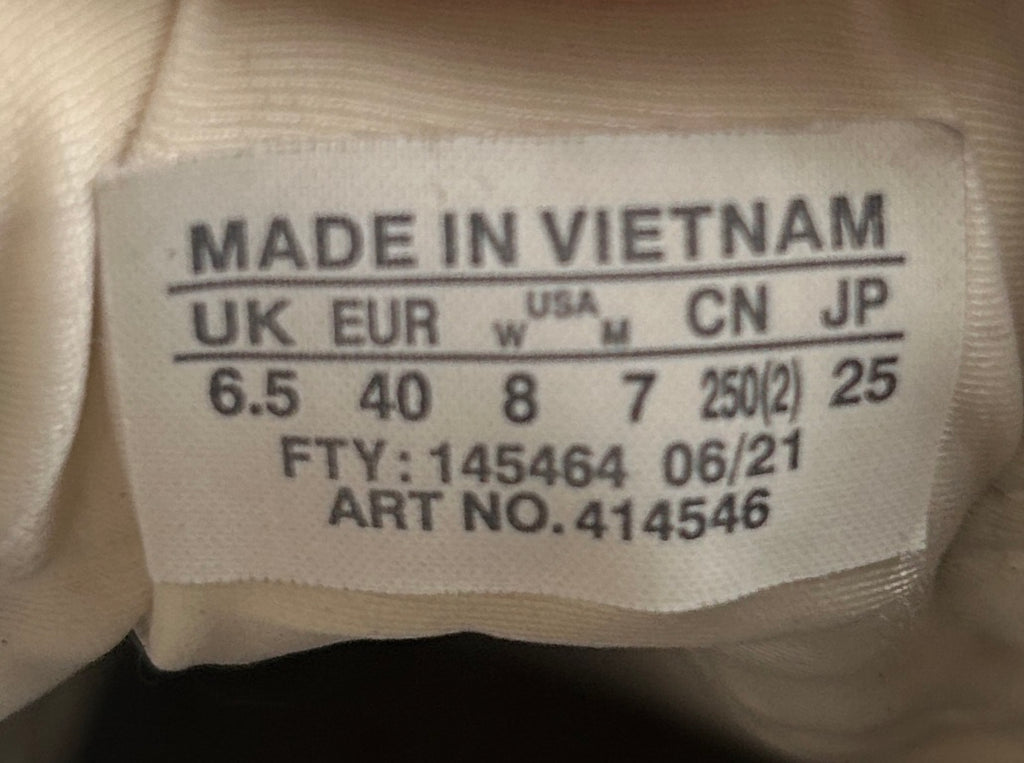 MADE IN VIETNAM
UK EUR W USA M CN JP
6.5 40 8 7 250(2) 25
FTY: 145464 06/21
ART NO. 414546